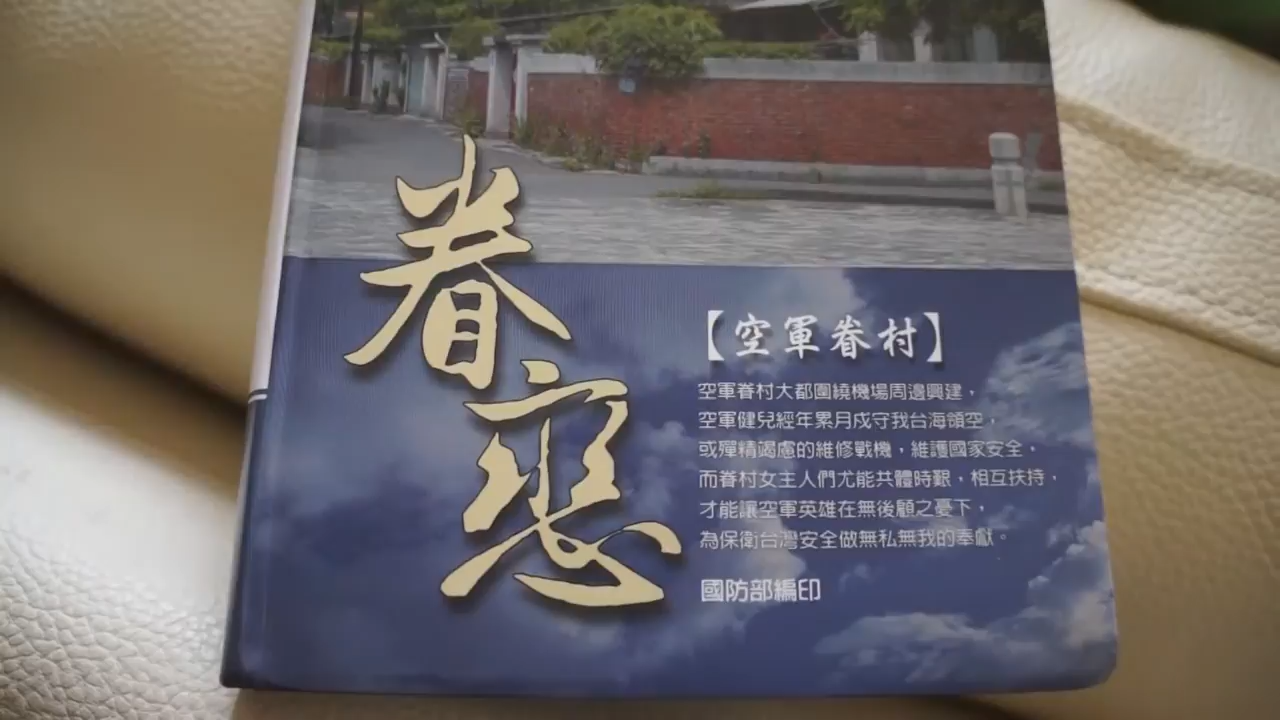 眷戀
【空軍眷村】
空軍眷村大都圍繞機場周邊興建，
空軍健兒經年累月戍守我台海領空，
或殫精竭慮的維修戰機，維護國家安全。
而眷村女主人們尤能共體時艱，相互扶持，
才能讓空軍英雄在無後顧之憂下，
為保衛台灣安全做無私無我的奉獻。
國防部編印